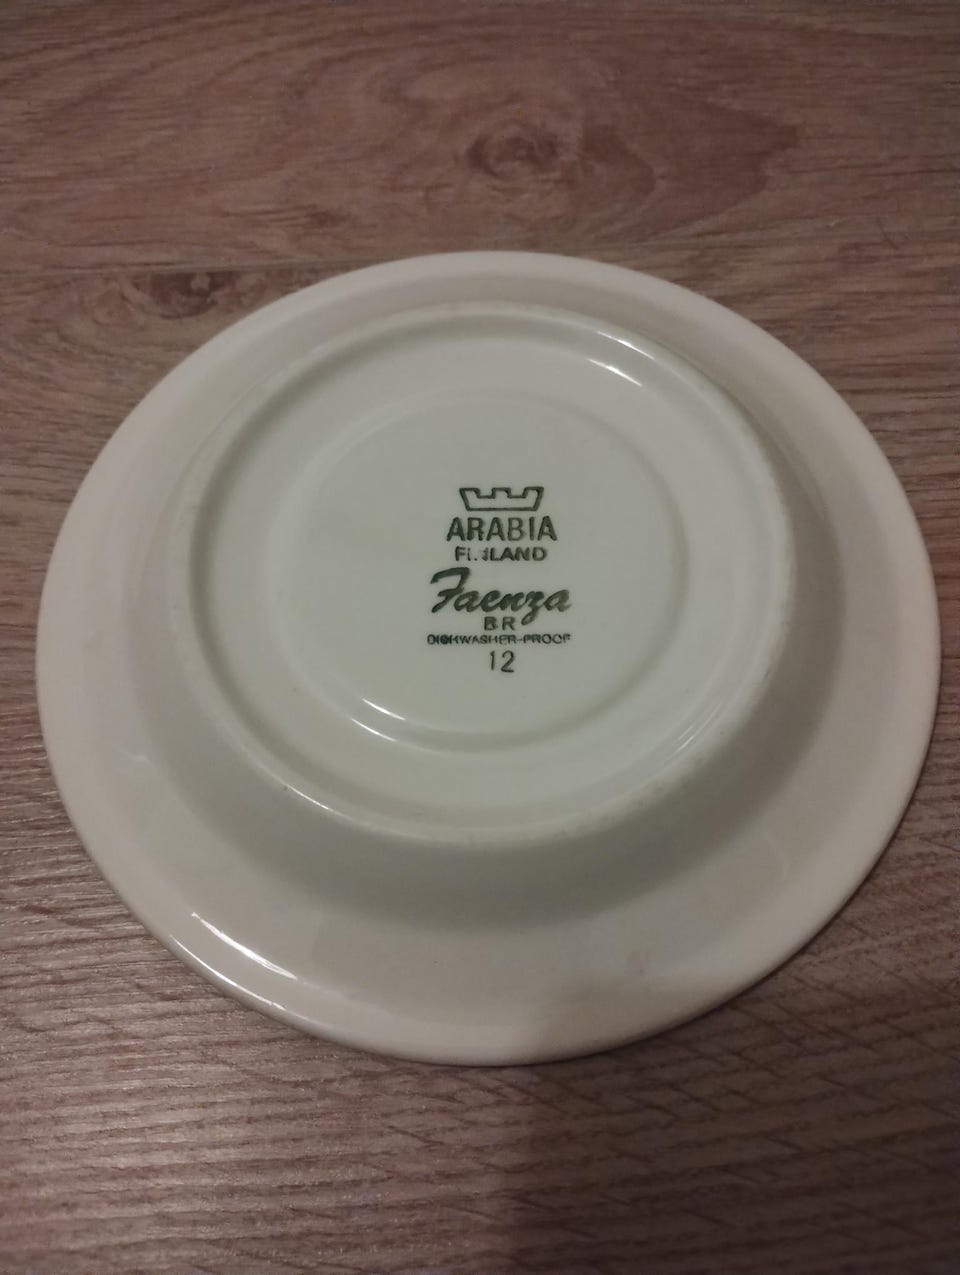 ARABIA
FINLAND
Faenza
BR
DISHWASHER-PROOF
12